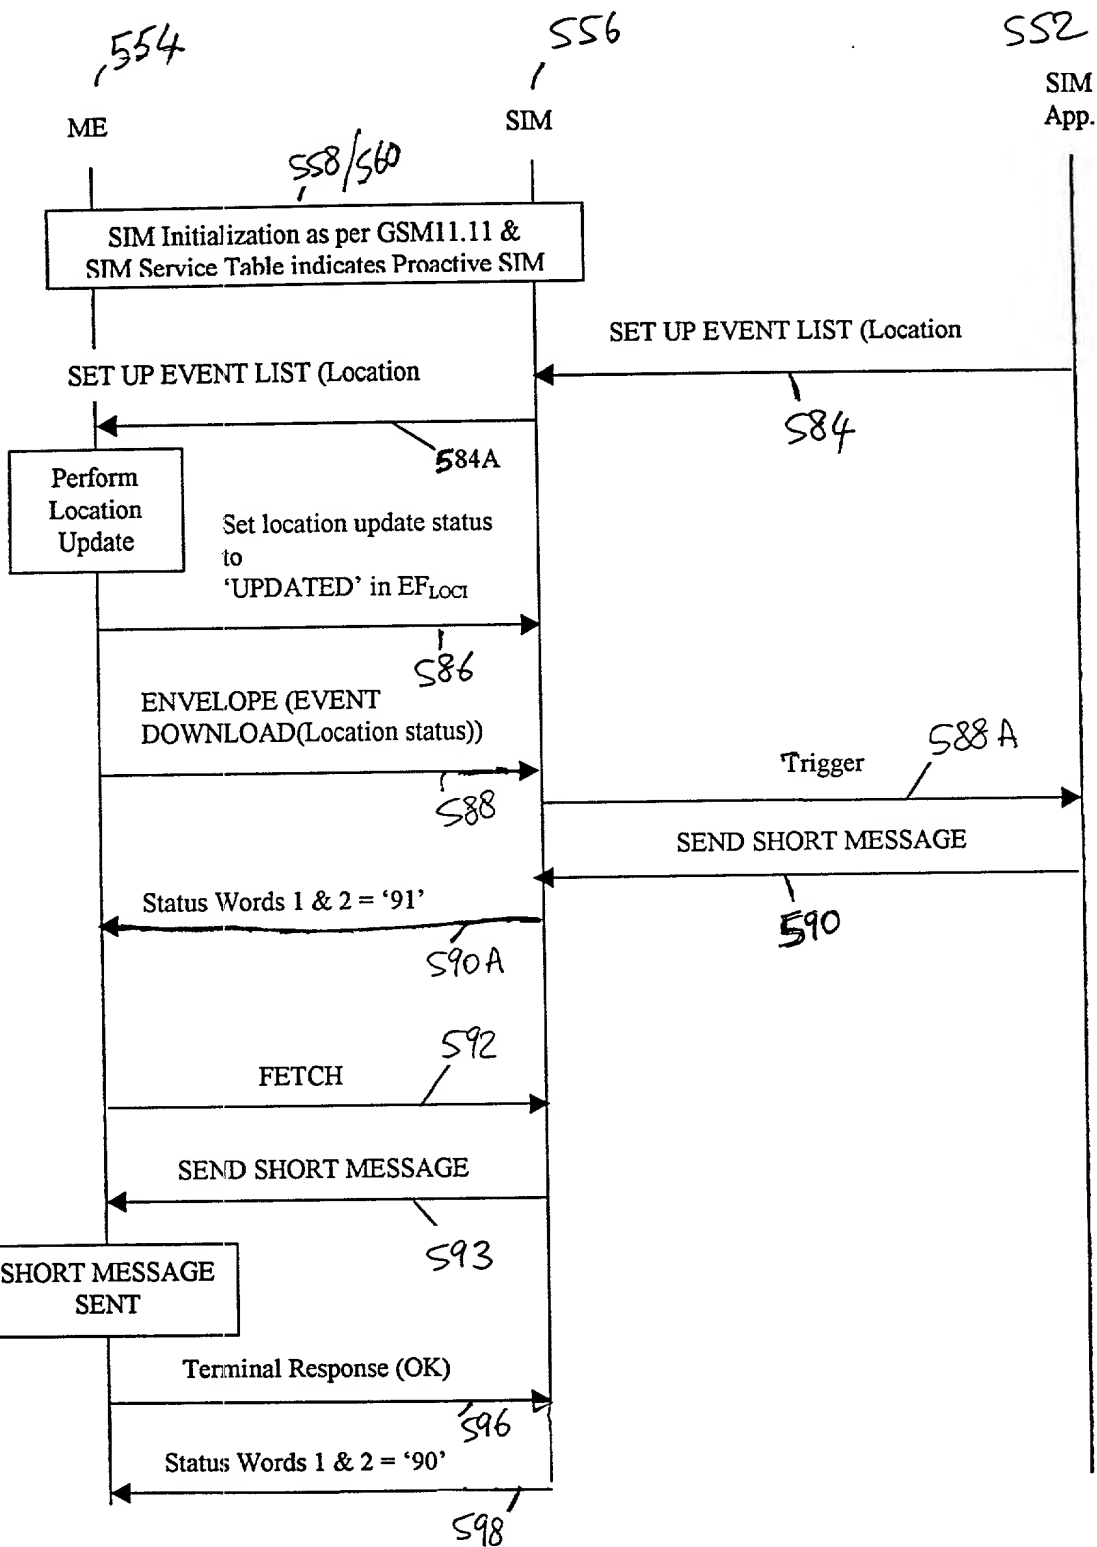 554
556
552
ME
SIM
SIM
App.
558/560
SIM Initialization as per GSM11.11 &
SIM Service Table indicates Proactive SIM
SET UP EVENT LIST (Location
SET UP EVENT LIST (Location
584
584A
Perform
Location
Update
Set location update status
to
‘UPDATED’ in EFLOCI
586
ENVELOPE (EVENT
DOWNLOAD(Location status))
588
Trigger
588A
SEND SHORT MESSAGE
590
Status Words 1 & 2 = ‘91’
590A
592
FETCH
SEND SHORT MESSAGE
593
SHORT MESSAGE
SENT
Terminal Response (OK)
596
Status Words 1 & 2 = ‘90’
598